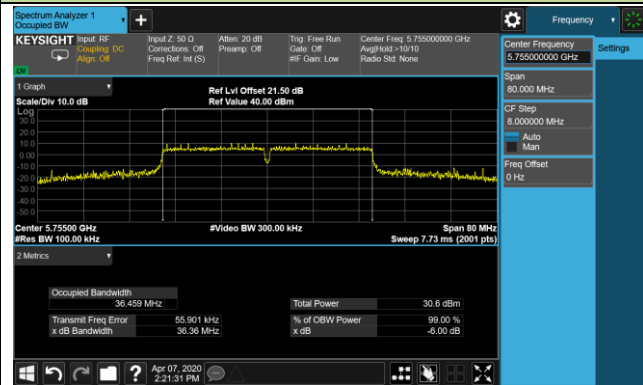 Spectrum Analyzer 1
Occupied BW
+
Frequency
KEYSIGHT
Input: RF
Coupling: DC
Align: Off
Input Z: 50 Ω
Corrections: Off
Freq Ref: Int (S)
Atten: 20 dB
Preamp: Off
Trig: Free Run
Gate: Off
#IF Gain: Low
Center Freq: 5.755000000 GHz
Avg|Hold:>10/10
Radio Std: None
LXI
Center Frequency
5.755000000 GHz
Settings
Span
80.000 MHz
CF Step
8.000000 MHz
Auto
Man
Freq Offset
0 Hz
1 Graph
Scale/Div 10.0 dB
Ref Lvl Offset 21.50 dB
Ref Value 40.00 dBm
Log
30.0
20.0
10.0
0.00
-10.0
-20.0
-30.0
-40.0
-50.0
Center 5.75500 GHz
#Res BW 100.00 kHz
#Video BW 300.00 kHz
Span 80 MHz
Sweep 7.73 ms (2001 pts)
2 Metrics
Occupied Bandwidth
36.459 MHz
Total Power 30.6 dBm
Transmit Freq Error 55.901 kHz
% of OBW Power 99.00 %
x dB Bandwidth 36.36 MHz
x dB -6.00 dB
?
Apr 07, 2020
2:21:31 PM